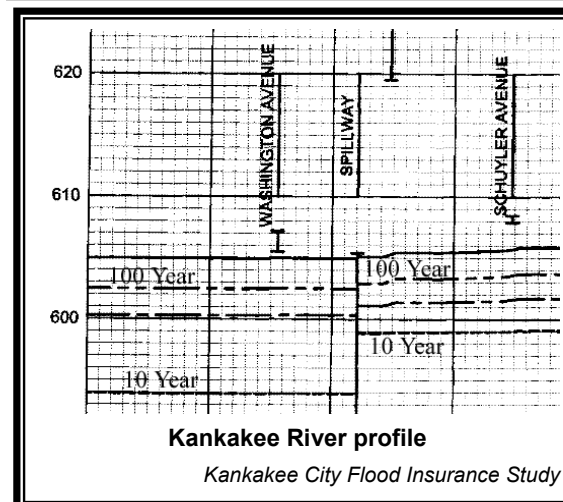 620
WASHINGTON AVENUE
SPILLWAY
SCHUYLER AVENUE
610
100 Year
100 Year
600
10 Year
10 Year
Kankakee River profile
Kankakee City Flood Insurance Study